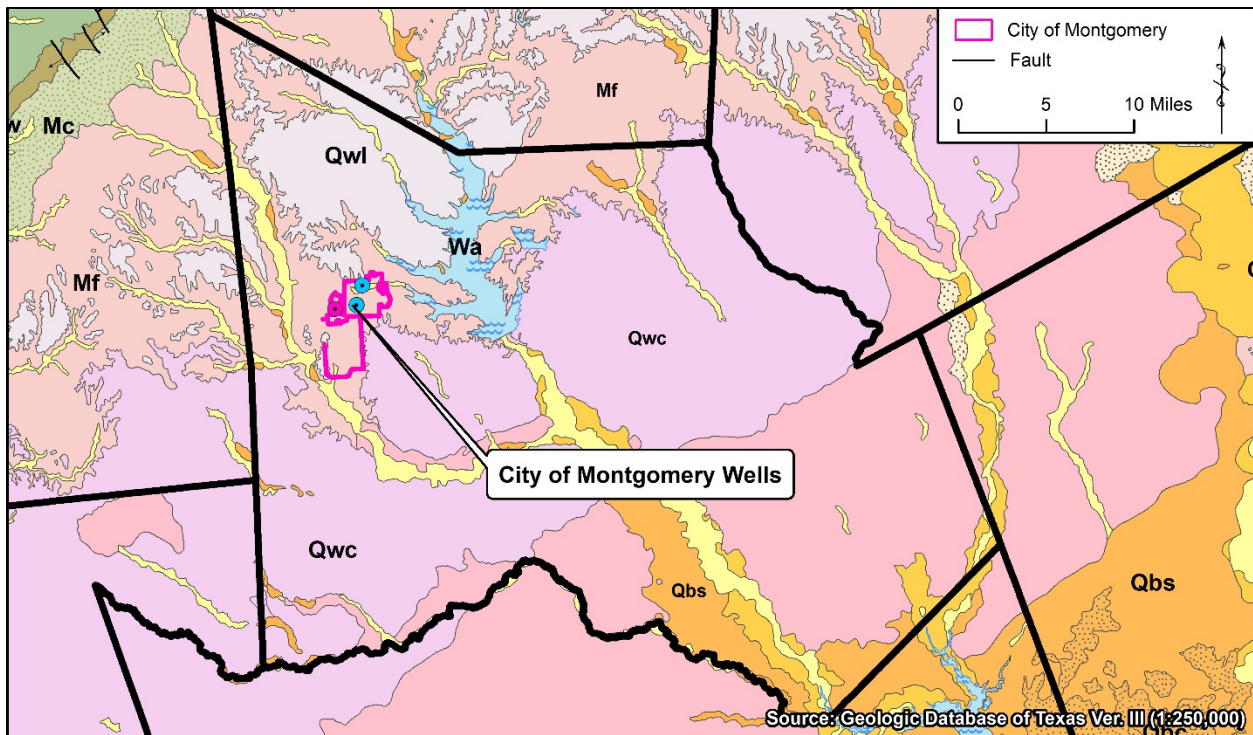 City of Montgomery
Fault
0 5 10 Miles
Mf
w Mc
Qwl
Wa
Mf
Qwc
City of Montgomery Wells
Qwc
Qbs
Qbs
Source: Geologic Database of Texas Ver. III (1:250,000)